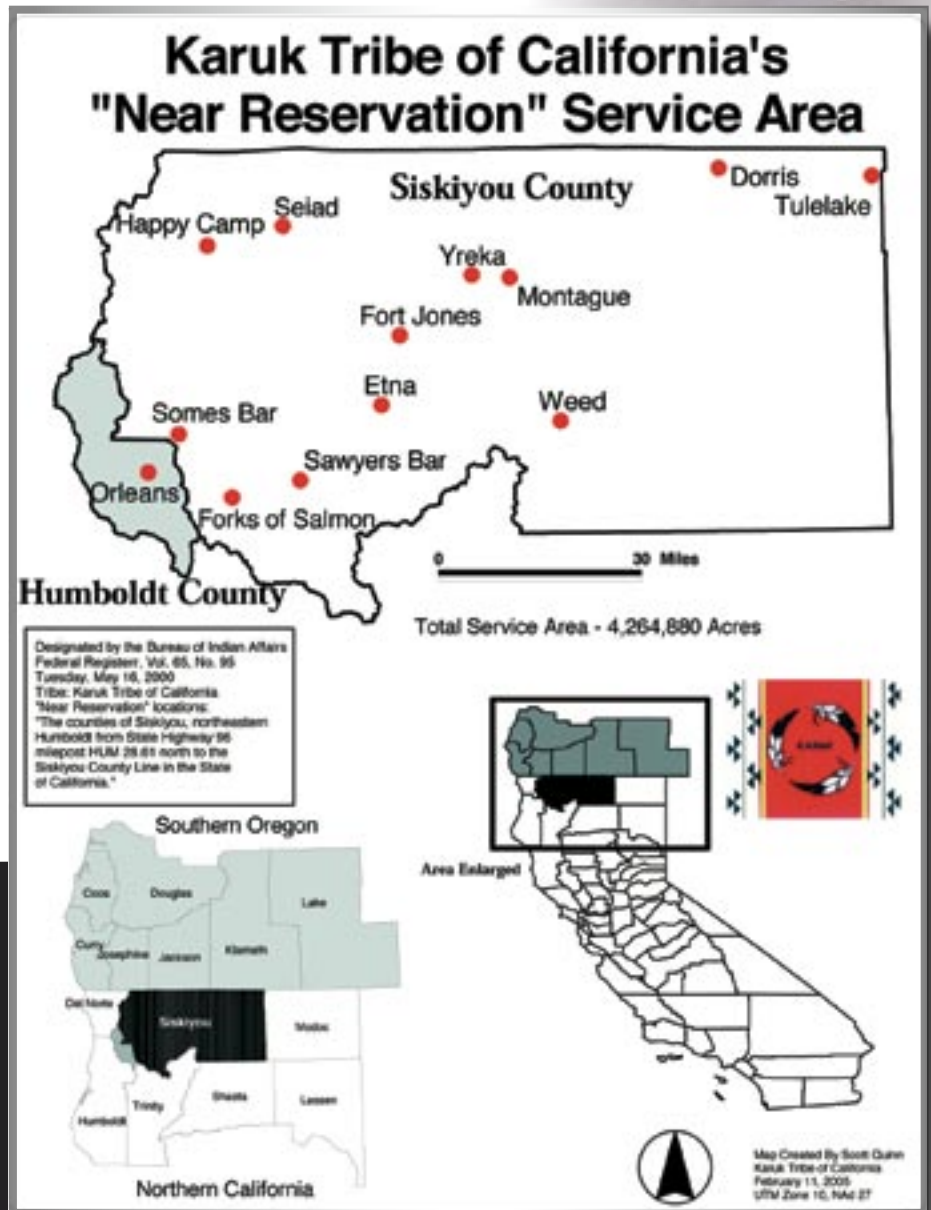 Karuk Tribe of California's
"Near Reservation" Service Area
Siskiyou County
Dorris
Tulelake
Happy Camp
Seiad
Yreka
Montague
Fort Jones
Etna
Weed
Somes Bar
Sawyers Bar
Orleans
Forks of Salmon
0 30 Miles
Humboldt County
Total Service Area - 4,264,880 Acres
Designated by the Bureau of Indian Affairs
Federal Registerr, Vol. 65, No. 95
Tuesday, May 16, 2000
Tribe: Karuk Tribe of California
"Near Reservation" locations:
"The counties of Siskiyou, northeastern
Humboldt from State Highway 96
milepost HUM 28.61 north to the
Siskiyou County Line in the State
of California."
KARUK
Area Enlarged
Southern Oregon
Coos
Douglas
Lake
Curry
Josephine
Jackson
Klamath
Del Norte
Siskiyou
Modoc
Humboldt
Trinity
Shasta
Lassen
Northern California
Map Created By Scott Quinn
Karuk Tribe of California
February 11, 2005
UTM Zone 10, NAd 27